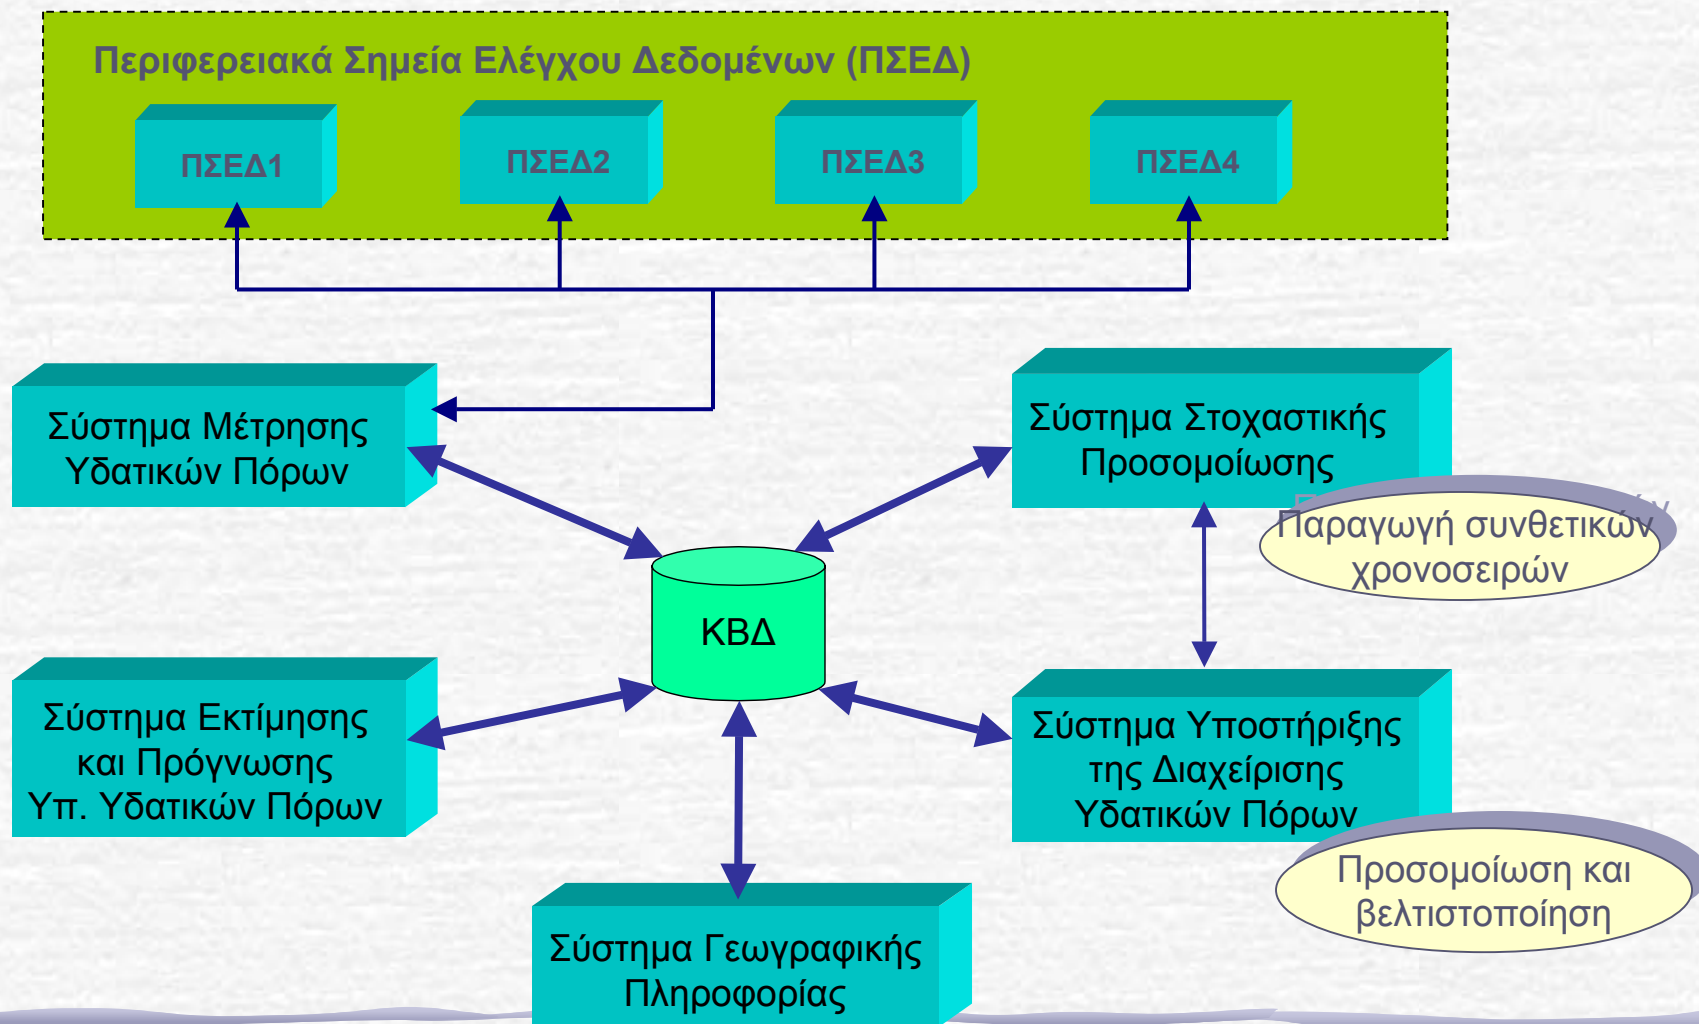 Περιφερειακά Σημεία Ελέγχου Δεδομένων (ΠΣΕΔ)
ΠΣΕΔ1
ΠΣΕΔ2
ΠΣΕΔ3
ΠΣΕΔ4
Σύστημα Μέτρησης
Υδατικών Πόρων
Σύστημα Στοχαστικής
Προσομοίωσης
Παραγωγή συνθετικών
χρονοσειρών
ΚΒΔ
Σύστημα Εκτίμησης
και Πρόγνωσης
Υπ. Υδατικών Πόρων
Σύστημα Υποστήριξης
της Διαχείρισης
Υδατικών Πόρων
Προσομοίωση και
βελτιστοποίηση
Σύστημα Γεωγραφικής
Πληροφορίας